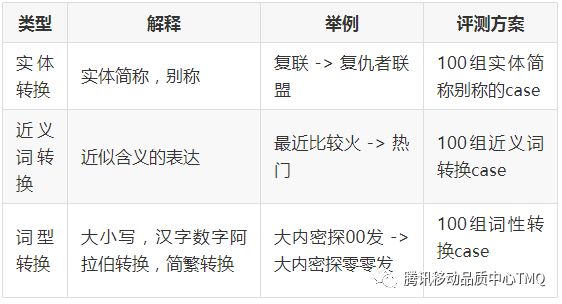 类型 解释 举例 评测方案
实体
转换
实体简称，别称
复联 -> 复仇者联
盟
100组实体简
称别称的case
近义
词转
换
近似含义的表达
最近比较火 -> 热
门
100组近义词
转换case
词型
转换
大小写，汉字数字阿
拉伯转换，简繁转换
大内密探00发 ->
大内密探零零发
100组词性转
换case
腾讯移动品质中心TMQ